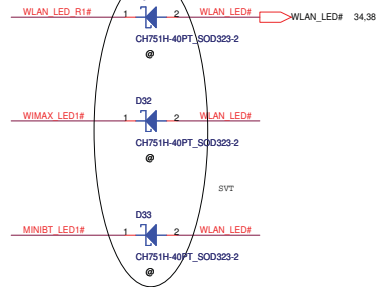 WLAN_LED_R1# 1 2 WLAN_LED# WLAN_LED# 34,38
CH751H-40PT_SOD323-2
@
D32
WIMAX_LED1# 1 2 WLAN_LED#
CH751H-40PT_SOD323-2
@
SVT
D33
MINIBT_LED1# 1 2 WLAN_LED#
CH751H-40PT_SOD323-2
@